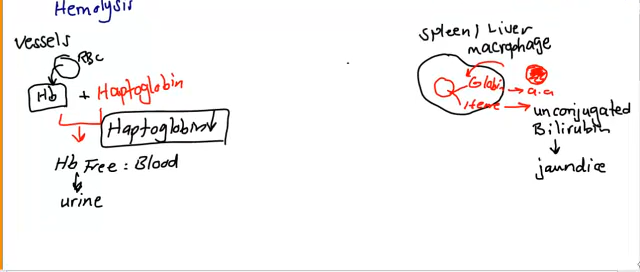 Hemolysis
vessels
RBC
Hb + Haptoglobin
Haptoglobin↓
Hb Free : Blood
urine
spleen/ Liver
macrophage
Globin → a.a
Heme → unconjugated
Bilirubin
jaundice